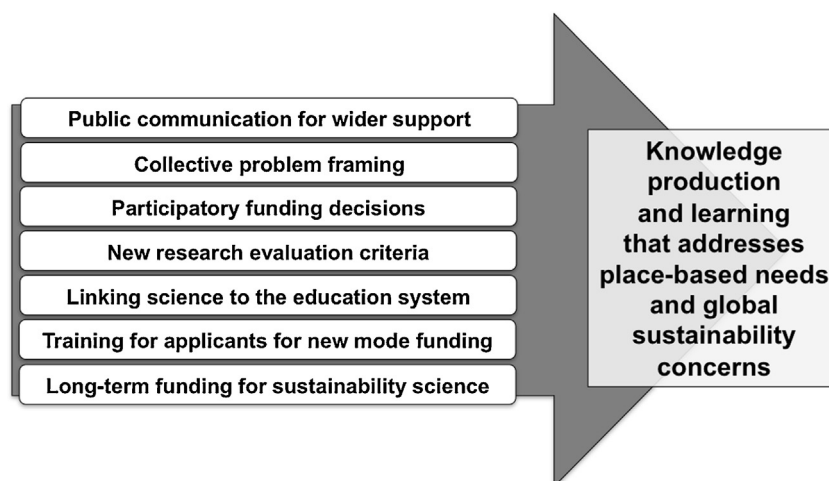 Public communication for wider support
Collective problem framing
Participatory funding decisions
New research evaluation criteria
Linking science to the education system
Training for applicants for new mode funding
Long-term funding for sustainability science
Knowledge
production
and learning
that addresses
place-based needs
and global
sustainability
concerns